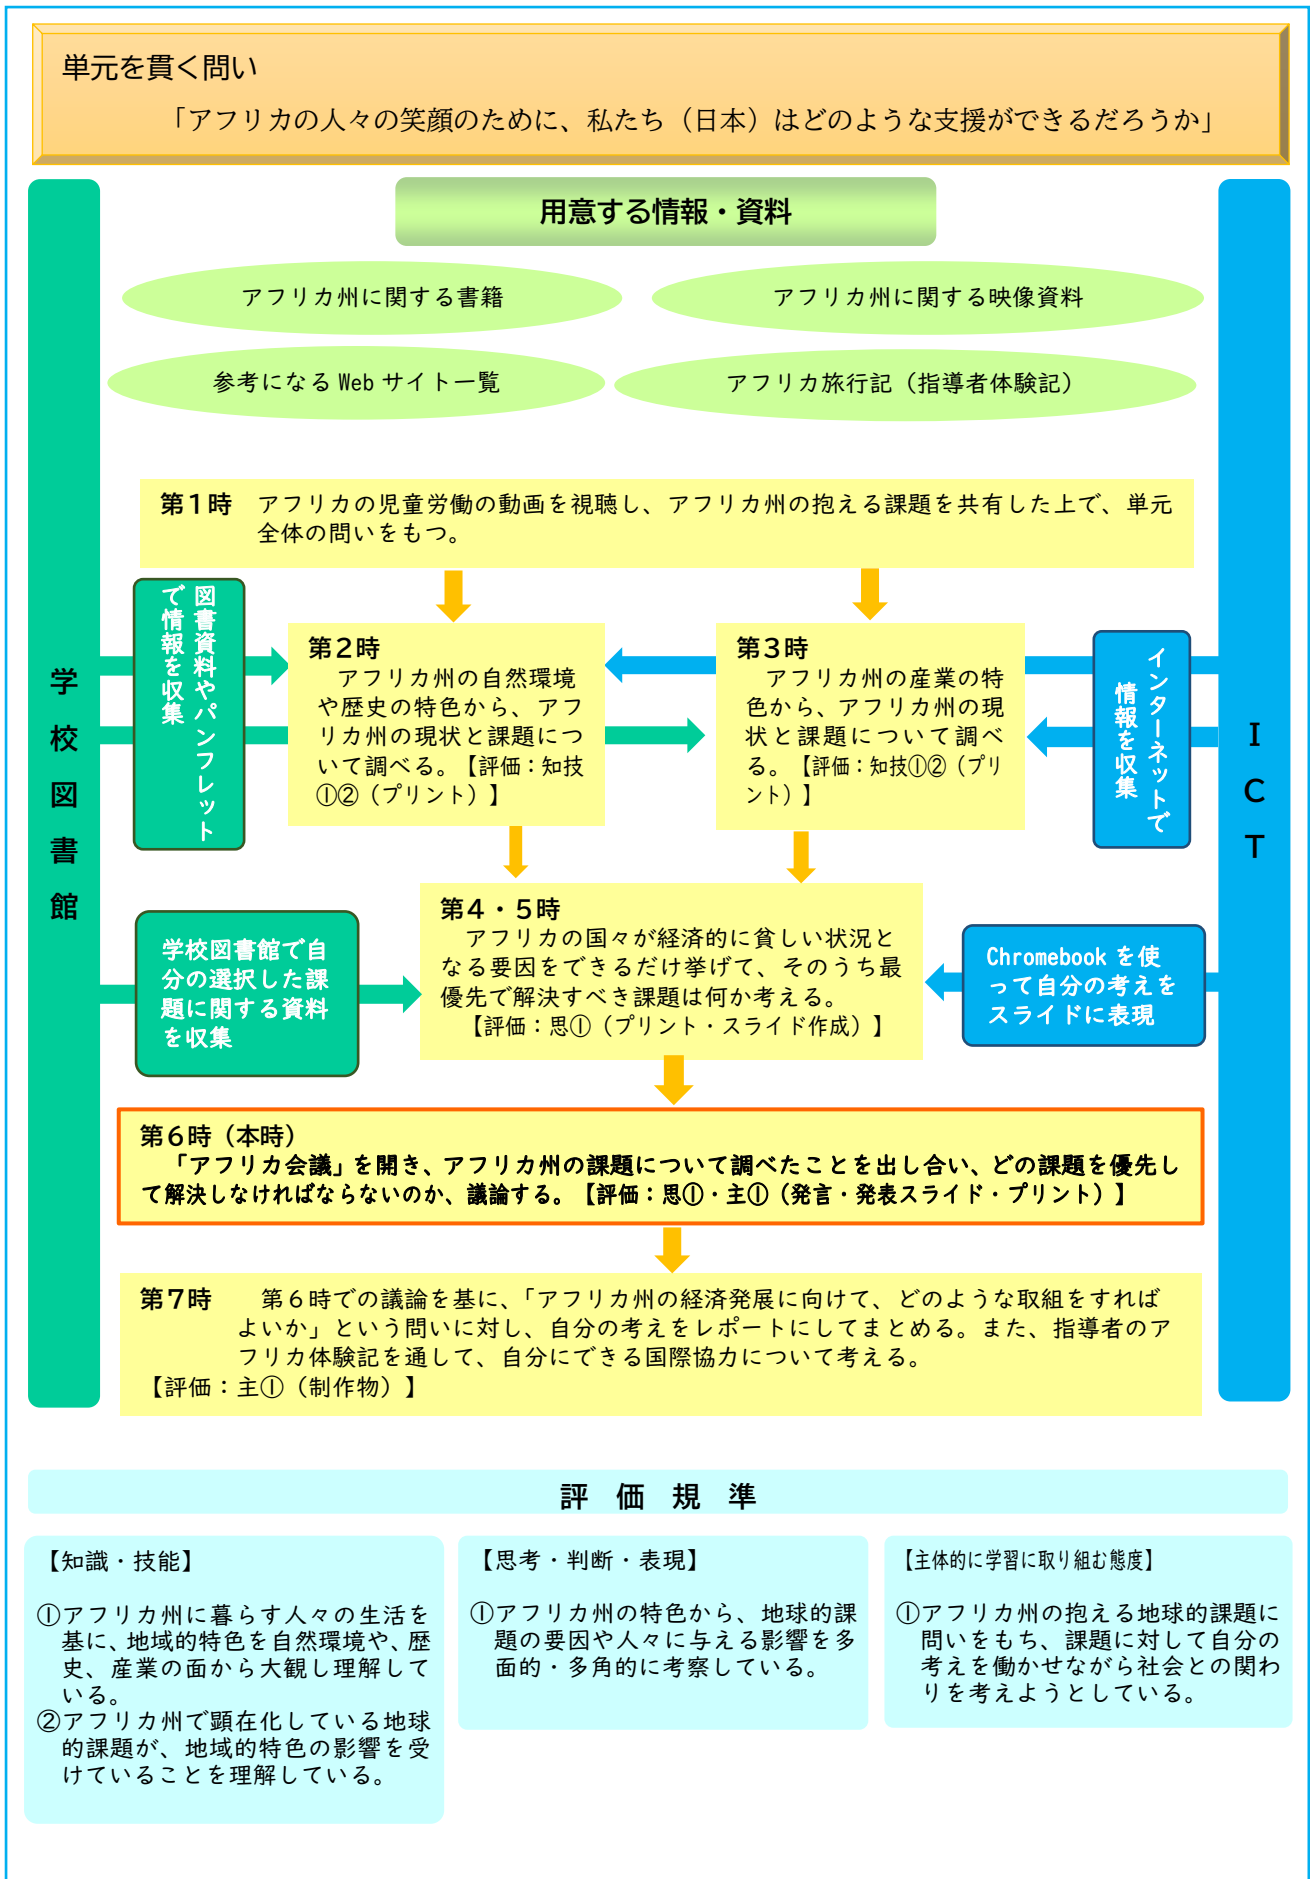 単元を貫く問い
「アフリカの人々の笑顔のために、私たち（日本）はどのような支援ができるだろうか」
用意する情報・資料
アフリカ州に関する書籍
アフリカ州に関する映像資料
参考になる Web サイト一覧
アフリカ旅行記（指導者体験記）
学校図書館
ＩＣＴ
第１時　アフリカの児童労働の動画を視聴し、アフリカ州の抱える課題を共有した上で、単元
全体の問いをもつ。
図書資料やパンフレット
で情報を収集
第２時
アフリカ州の自然環境
や歴史の特色から、アフ
リカ州の現状と課題につ
いて調べる。【評価：知技
①②（プリント）】
第３時
アフリカ州の産業の特
色から、アフリカ州の現
状と課題について調べ
る。【評価：知技①②（プリ
ント）】
インターネットで
情報を収集
学校図書館で自
分の選択した課
題に関する資料
を収集
第４・５時
アフリカの国々が経済的に貧しい状況と
なる要因をできるだけ挙げて、そのうち最
優先で解決すべき課題は何か考える。
【評価：思①（プリント・スライド作成）】
Chromebook を使
って自分の考えを
スライドに表現
第６時（本時）
「アフリカ会議」を開き、アフリカ州の課題について調べたことを出し合い、どの課題を優先し
て解決しなければならないのか、議論する。【評価：思①・主①（発言・発表スライド・プリント）】
第７時　第６時での議論を基に、「アフリカ州の経済発展に向けて、どのような取組をすれば
よいか」という問いに対し、自分の考えをレポートにしてまとめる。また、指導者のア
フリカ体験記を通して、自分にできる国際協力について考える。
【評価：主①（制作物）】
評　価　規　準
【知識・技能】
①アフリカ州に暮らす人々の生活を
基に、地域的特色を自然環境や、歴
史、産業の面から大観し理解して
いる。
②アフリカ州で顕在化している地球
的課題が、地域的特色の影響を受
けていることを理解している。
【思考・判断・表現】
①アフリカ州の特色から、地球的課
題の要因や人々に与える影響を多
面的・多角的に考察している。
【主体的に学習に取り組む態度】
①アフリカ州の抱える地球的課題に
問いをもち、課題に対して自分の
考えを働かせながら社会との関わ
りを考えようとしている。